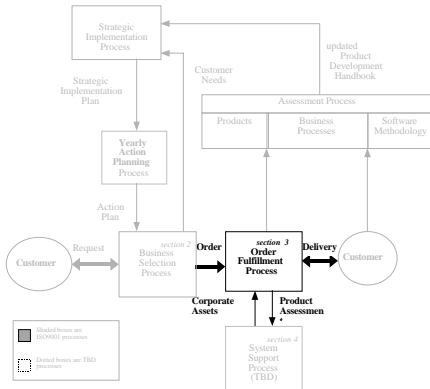 Strategic
Implementation
Process
updated
Product
Development
Handbook
Customer
Needs
Strategic
Implementation
Plan
Assessment Process
Products
Business
Processes
Software
Methodology
Yearly
Action
Planning
Process
Action
Plan
section 2
Business
Selection
Process
Order
section 3
Order
Fulfillment
Process
Delivery
Customer
Request
Customer
Corporate
Assets
Product
Assessmen
section 4
System
Support
Process
(TBD)
Shaded boxes are
ISO9001 processes
Dotted boxes are TBD
processes